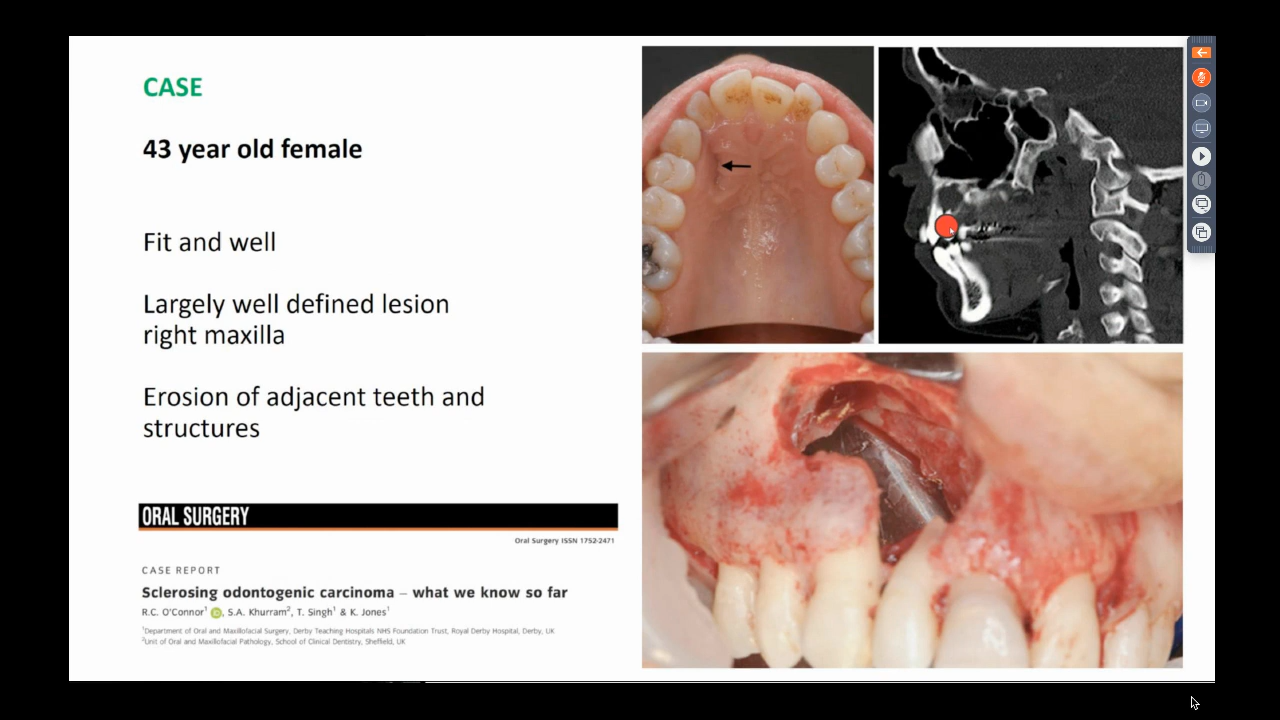 CASE
43 year old female
Fit and well
Largely well defined lesion
right maxilla
Erosion of adjacent teeth and
structures
ORAL SURGERY
Oral Surgery ISSN 1752-2471
CASE REPORT
Sclerosing odontogenic carcinoma – what we know so far
R.C. O'Connor¹, S.A. Khurram², T. Singh¹ & K. Jones¹
¹Department of Oral and Maxillofacial Surgery, Derby Teaching Hospitals NHS Foundation Trust, Royal Derby Hospital, Derby, UK
²Unit of Oral and Maxillofacial Pathology, School of Clinical Dentistry, Sheffield, UK